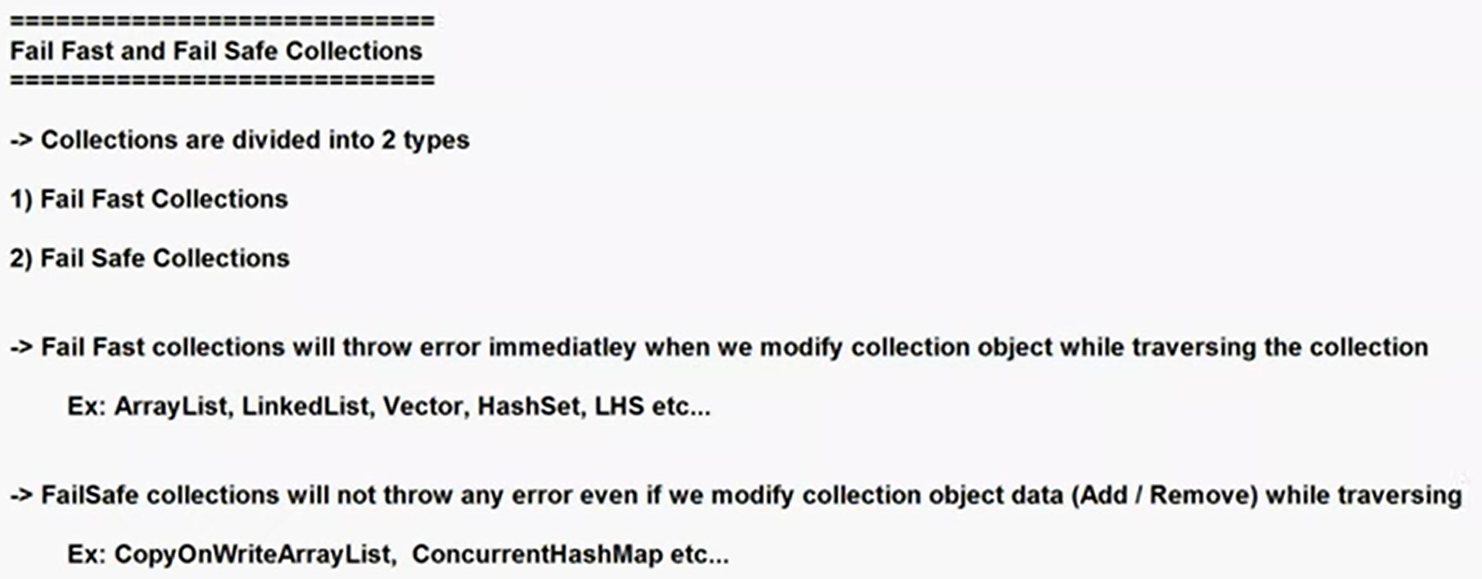 ============================
Fail Fast and Fail Safe Collections
============================
-> Collections are divided into 2 types
1) Fail Fast Collections
2) Fail Safe Collections
-> Fail Fast collections will throw error immediatley when we modify collection object while traversing the collection
Ex: ArrayList, LinkedList, Vector, HashSet, LHS etc...
-> FailSafe collections will not throw any error even if we modify collection object data (Add / Remove) while traversing
Ex: CopyOnWriteArrayList,  ConcurrentHashMap etc...